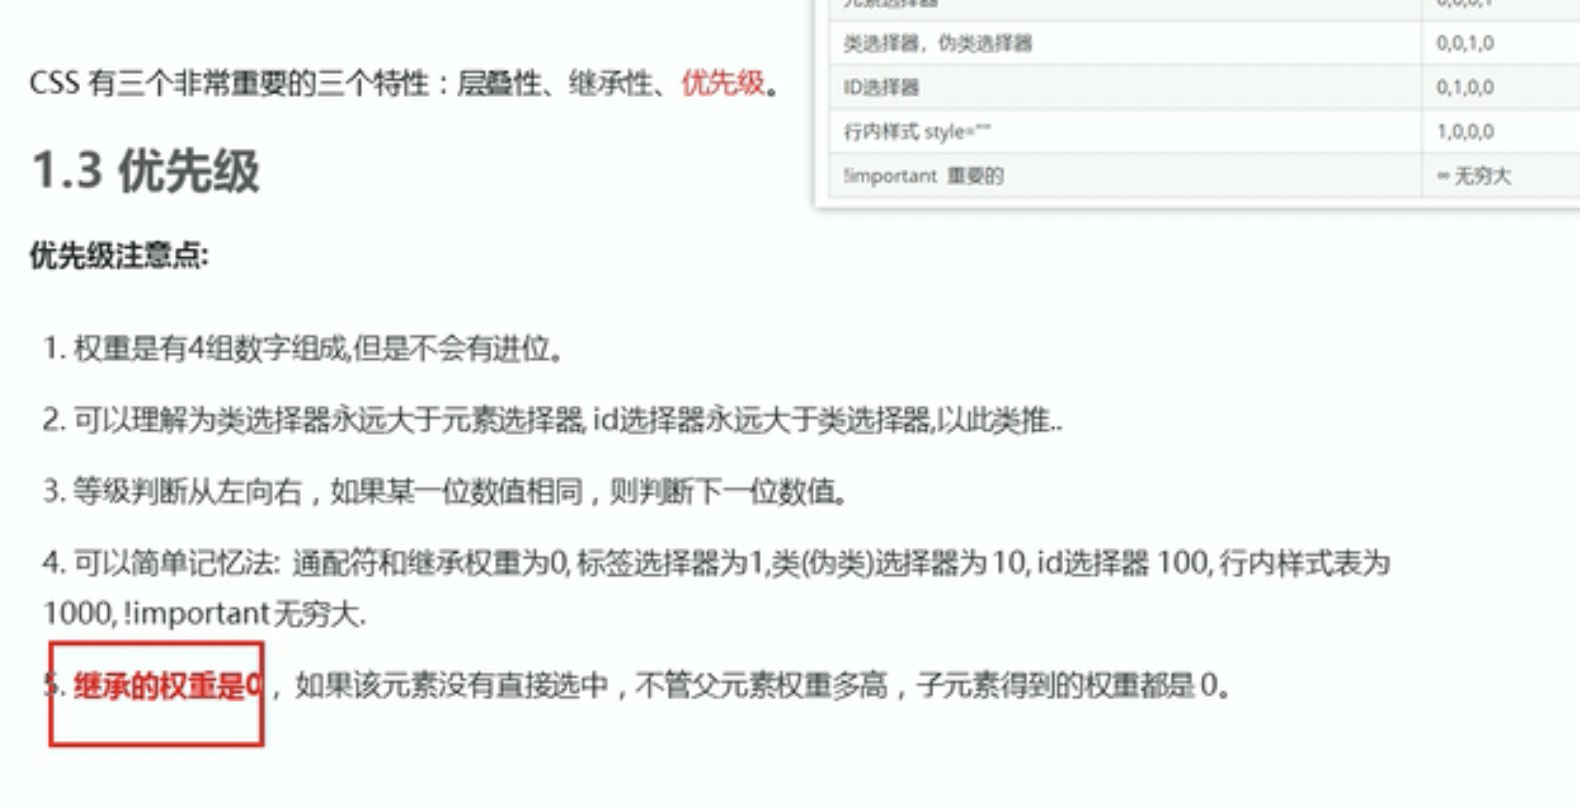 CSS 有三个非常重要的三个特性：层叠性、继承性、优先级。
元素选择器 0,0,0,1
类选择器，伪类选择器 0,0,1,0
ID选择器 0,1,0,0
行内样式 style="" 1,0,0,0
!important 重要的 ∞ 无穷大
1.3 优先级
优先级注意点:
1. 权重是有4组数字组成,但是不会有进位。
2. 可以理解为类选择器永远大于元素选择器, id选择器永远大于类选择器,以此类推..
3. 等级判断从左向右，如果某一位数值相同，则判断下一位数值。
4. 可以简单记忆法: 通配符和继承权重为0, 标签选择器为1,类(伪类)选择器为 10, id选择器 100, 行内样式表为
1000, !important 无穷大.
5. 继承的权重是0， 如果该元素没有直接选中，不管父元素权重多高，子元素得到的权重都是 0。